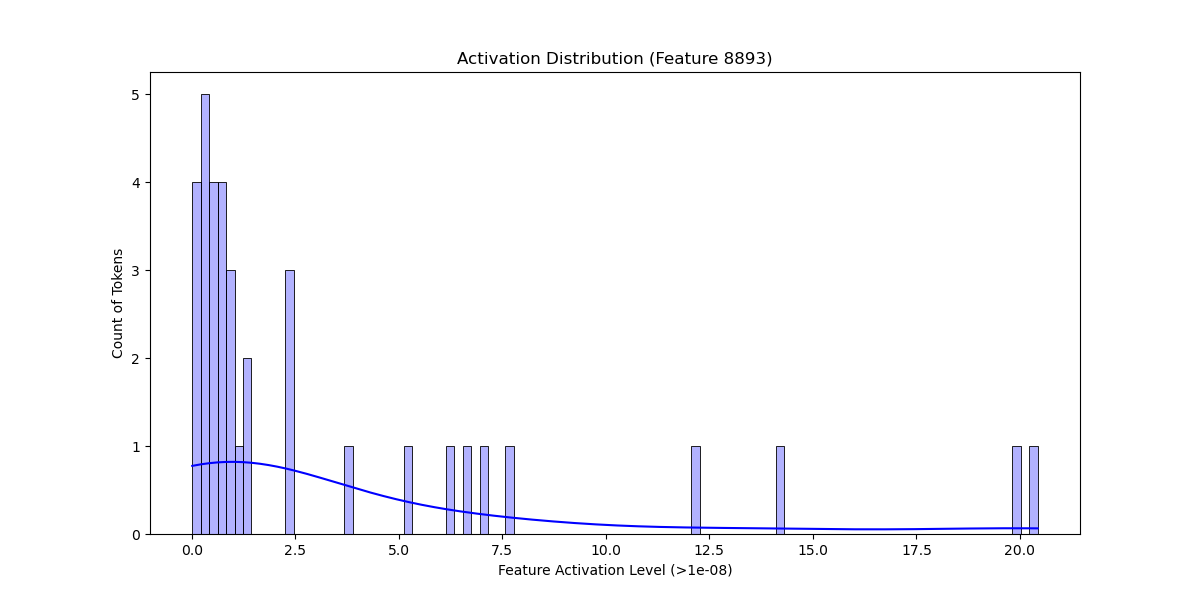 Activation Distribution (Feature 8893)
5
4
3
2
1
0
Count of Tokens
0.0 2.5 5.0 7.5 10.0 12.5 15.0 17.5 20.0
Feature Activation Level (>1e-08)